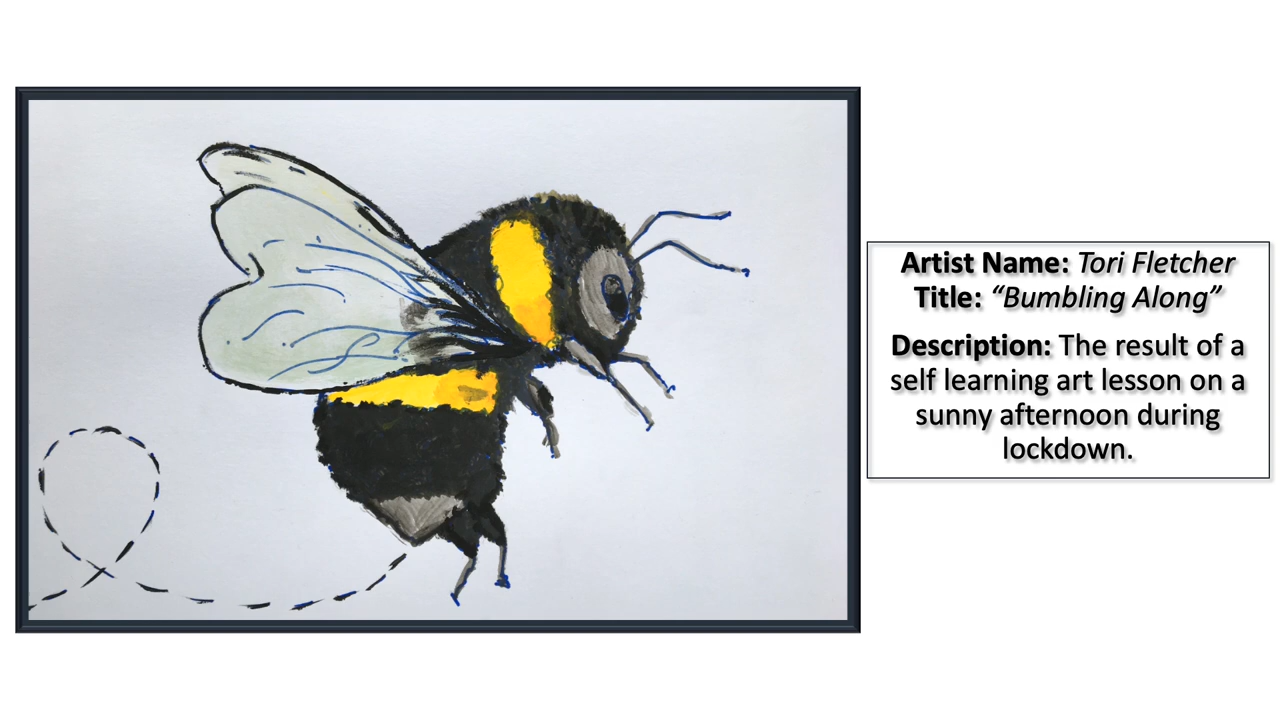 Artist Name: Tori Fletcher
Title: “Bumbling Along”
Description: The result of a
self learning art lesson on a
sunny afternoon during
lockdown.